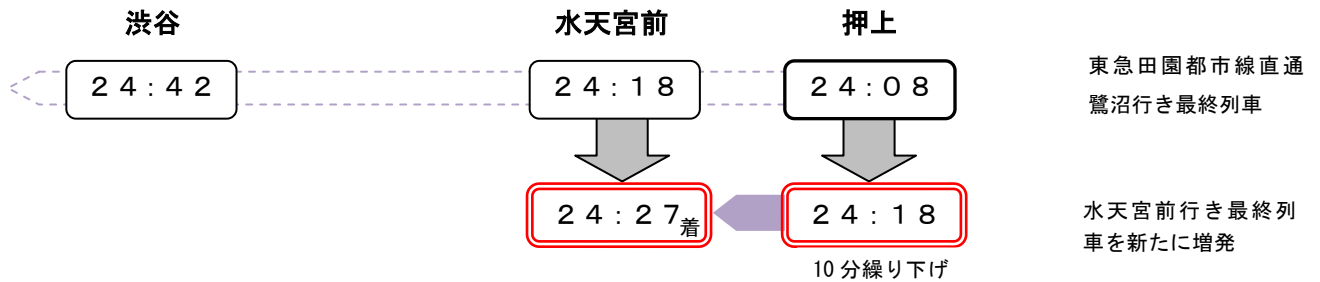 渋谷 水天宮前 押上
２４：４２ ２４：１８ ２４：０８ 東急田園都市線直通
鷺沼行き最終列車
２４：２７着 ２４：１８ 水天宮前行き最終列
車を新たに増発
10分繰り下げ